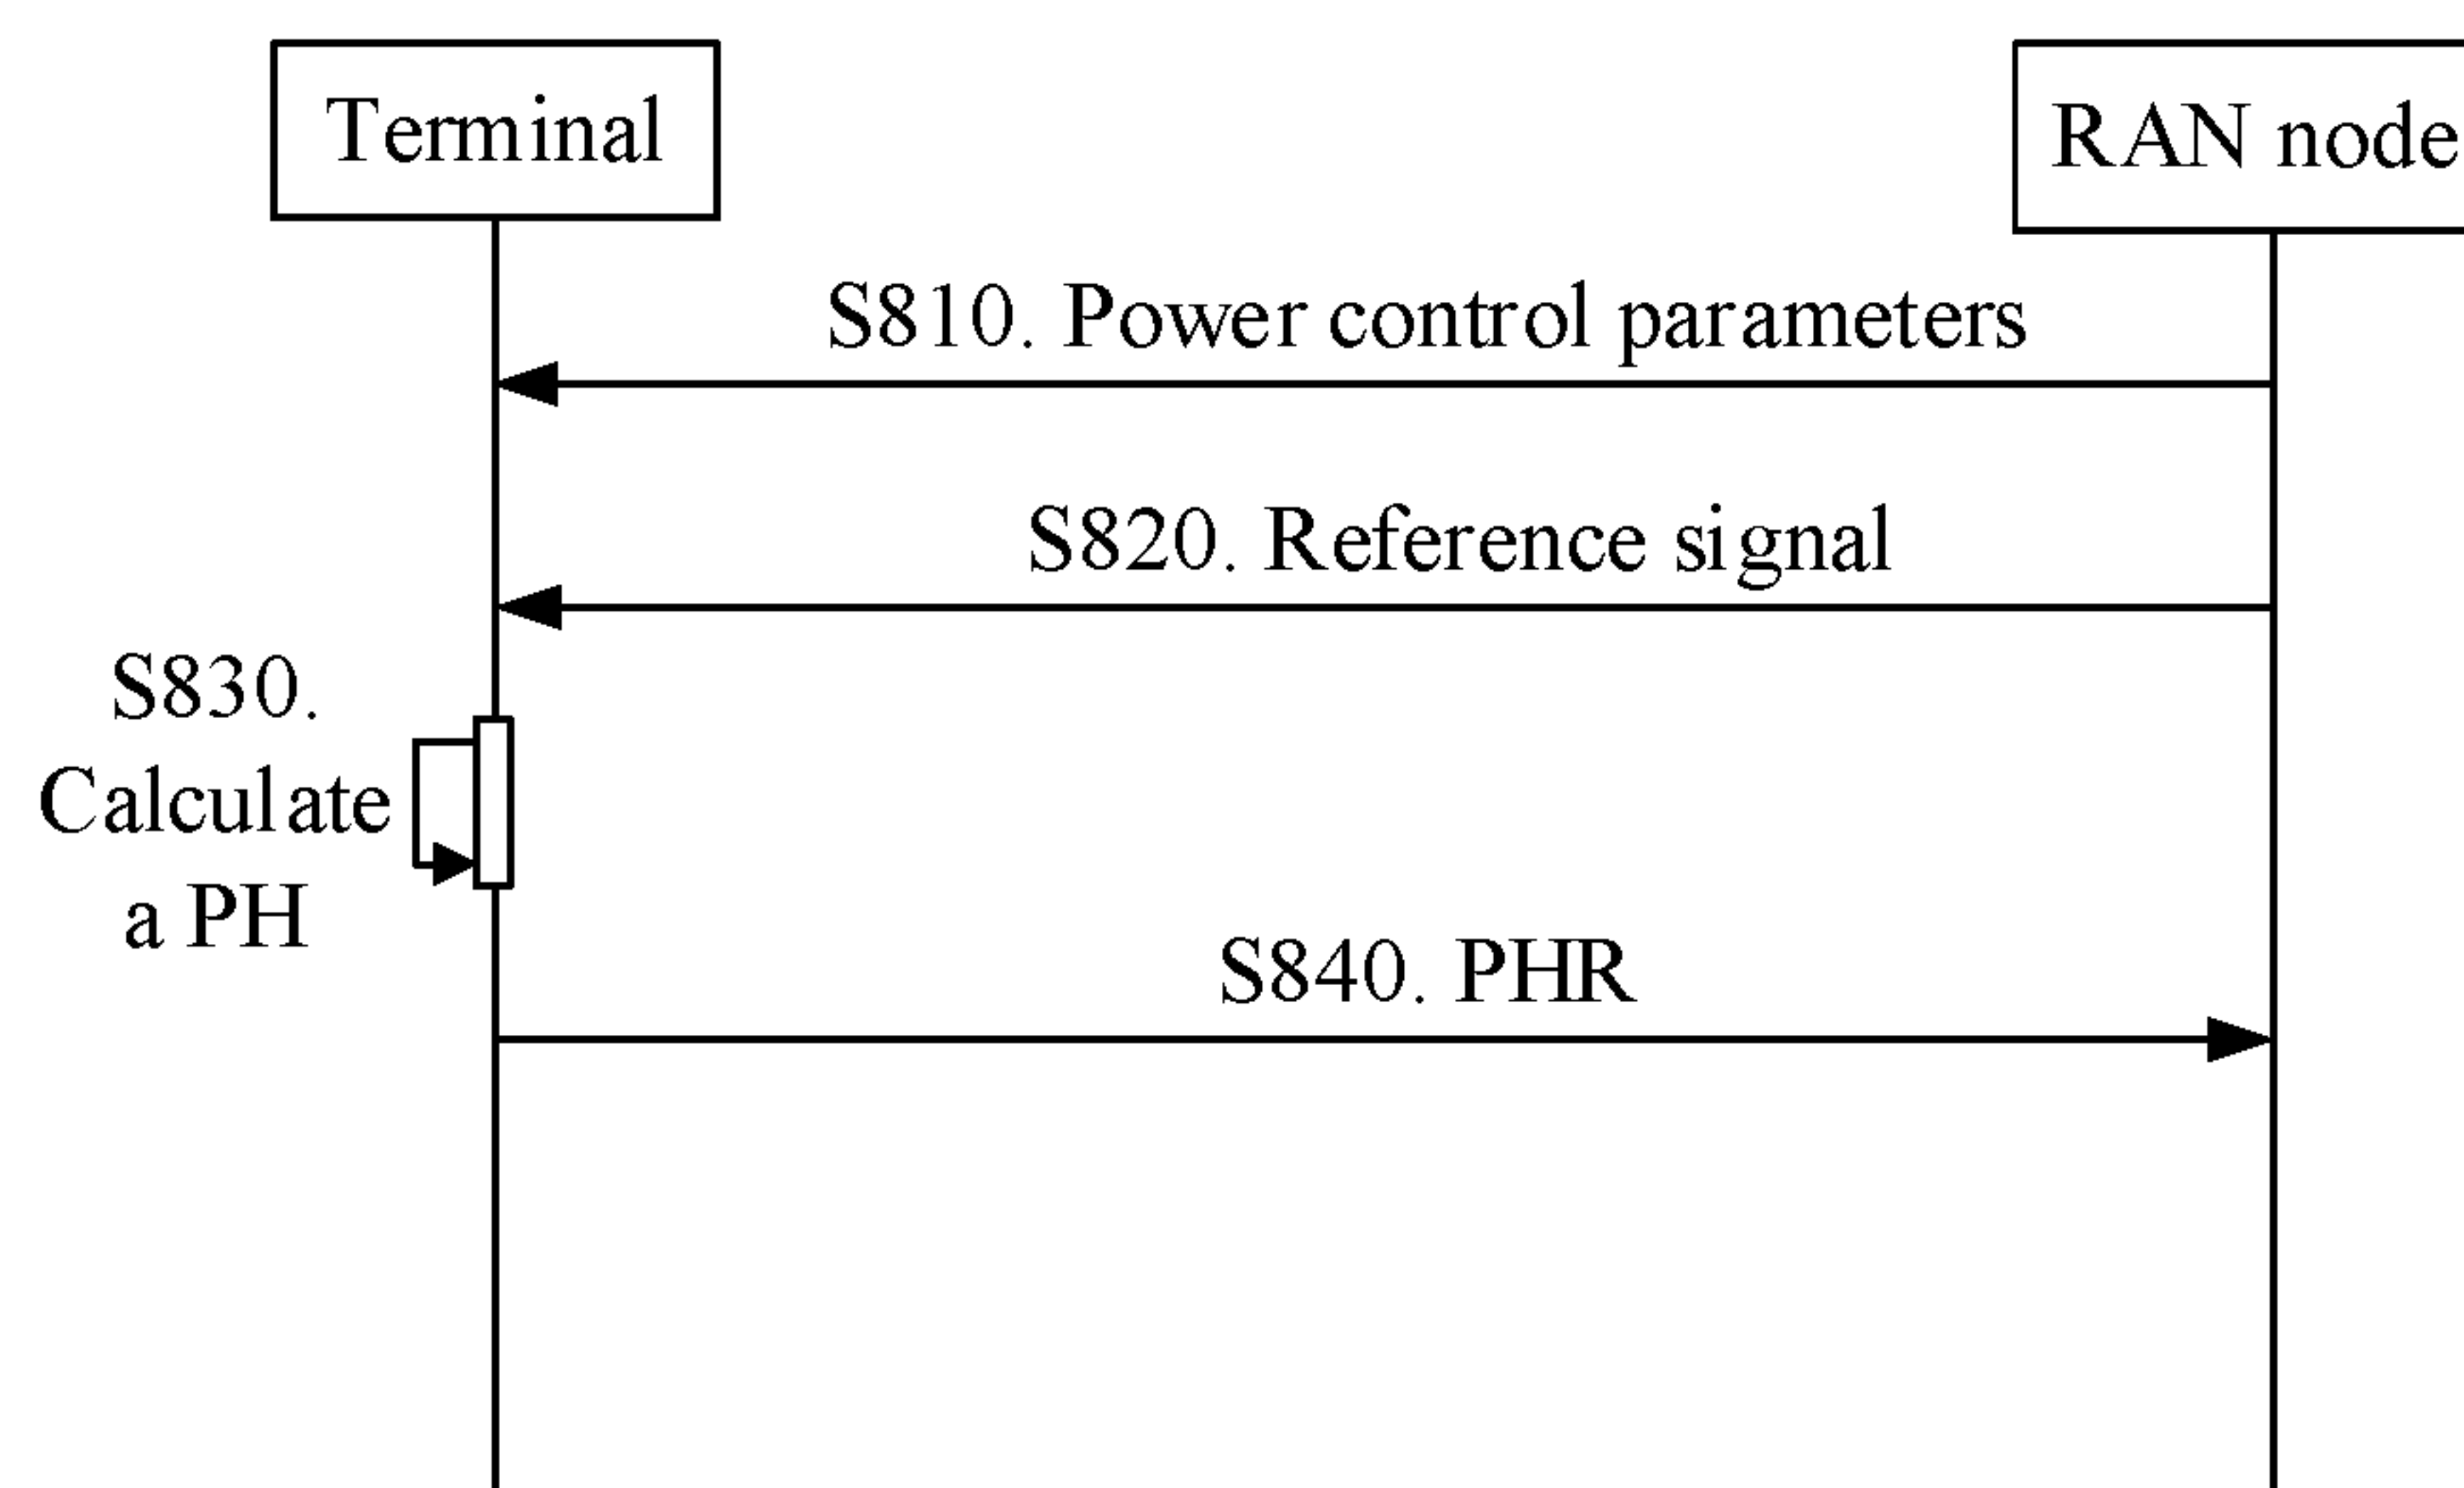 Terminal
RAN node
S810. Power control parameters
S820. Reference signal
S830.
Calculate
a PH
S840. PHR